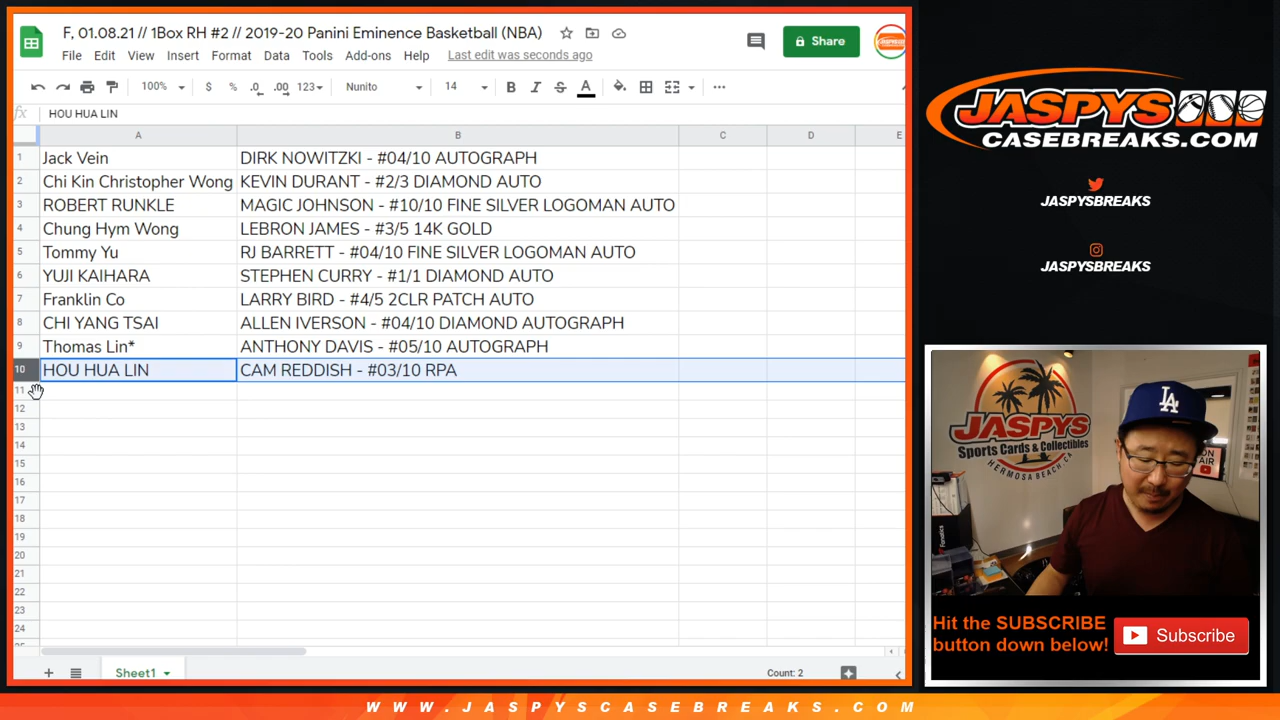 F, 01.08.21 // 1Box RH #2 // 2019-20 Panini Eminence Basketball (NBA)
Share
File Edit View Insert Format Data Tools Add-ons Help Last edit was seconds ago
100% $ % .0 .00 123 Nunito 14 B I S A
fx HOU HUA LIN
A B C D E
1 Jack Vein DIRK NOWITZKI - #04/10 AUTOGRAPH
2 Chi Kin Christopher Wong KEVIN DURANT - #2/3 DIAMOND AUTO
3 ROBERT RUNKLE MAGIC JOHNSON - #10/10 FINE SILVER LOGOMAN AUTO
4 Chung Hym Wong LEBRON JAMES - #3/5 14K GOLD
5 Tommy Yu RJ BARRETT - #04/10 FINE SILVER LOGOMAN AUTO
6 YUJI KAIHARA STEPHEN CURRY - #1/1 DIAMOND AUTO
7 Franklin Co LARRY BIRD - #4/5 2CLR PATCH AUTO
8 CHI YANG TSAI ALLEN IVERSON - #04/10 DIAMOND AUTOGRAPH
9 Thomas Lin* ANTHONY DAVIS - #05/10 AUTOGRAPH
10 HOU HUA LIN CAM REDDISH - #03/10 RPA
11
12
13
14
15
16
17
18
19
20
21
22
23
24
Sheet1
Count: 2
JASPYS
CASEBREAKS.COM
JASPYSBREAKS
JASPYSBREAKS
JASPYS
Sports Cards & Collectibles
HERMOSA BEACH, CA
LA
ON AIR
Fanatics
Hit the SUBSCRIBE
button down below!
Subscribe
WWW.JASPYSCASEBREAKS.COM